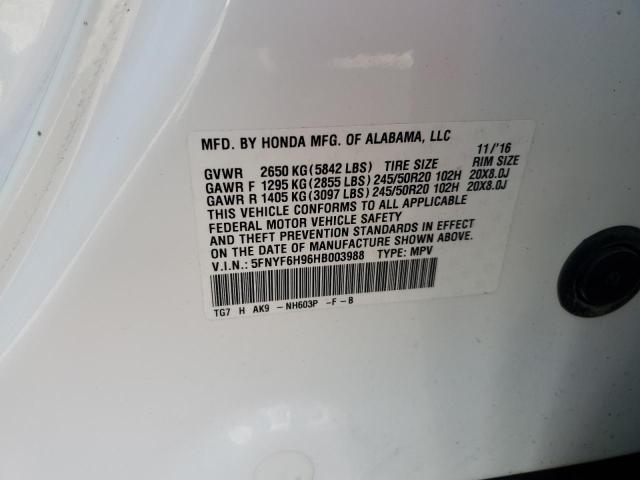 MFD. BY HONDA MFG. OF ALABAMA, LLC 11/'16
GVWR 2650 KG(5842 LBS) TIRE SIZE RIM SIZE
GAWR F 1295 KG(2855 LBS)245/50R20 102H 20X8.0J
GAWR R 1405 KG(3097 LBS)245/50R20 102H 20X8.0J
THIS VEHICLE CONFORMS TO ALL APPLICABLE
FEDERAL MOTOR VEHICLE SAFETY
AND THEFT PREVENTION STANDARDS IN EFFECT
ON THE DATE OF MANUFACTURE SHOWN ABOVE.
V.I.N.: 5FNYF6H96HB003988 TYPE: MPV
TG7 H AK9 -NH603P -F-B